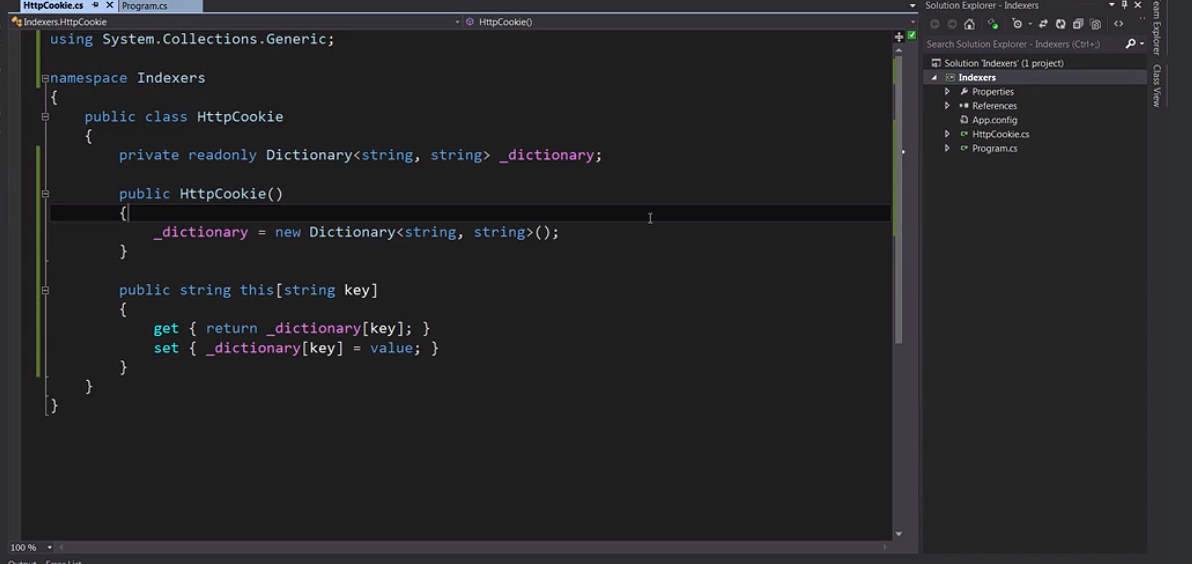 HttpCookie.cs
Program.cs
Indexers.HttpCookie
HttpCookie()
using System.Collections.Generic;
namespace Indexers
{
public class HttpCookie
{
private readonly Dictionary<string, string> _dictionary;
public HttpCookie()
{
_dictionary = new Dictionary<string, string>();
}
public string this[string key]
{
get { return _dictionary[key]; }
set { _dictionary[key] = value; }
}
}
}
100 %
Solution Explorer - Indexers
Search Solution Explorer - Indexers (Ctrl+;)
Solution 'Indexers' (1 project)
Indexers
Properties
References
App.config
HttpCookie.cs
Program.cs
Explorer
Class View